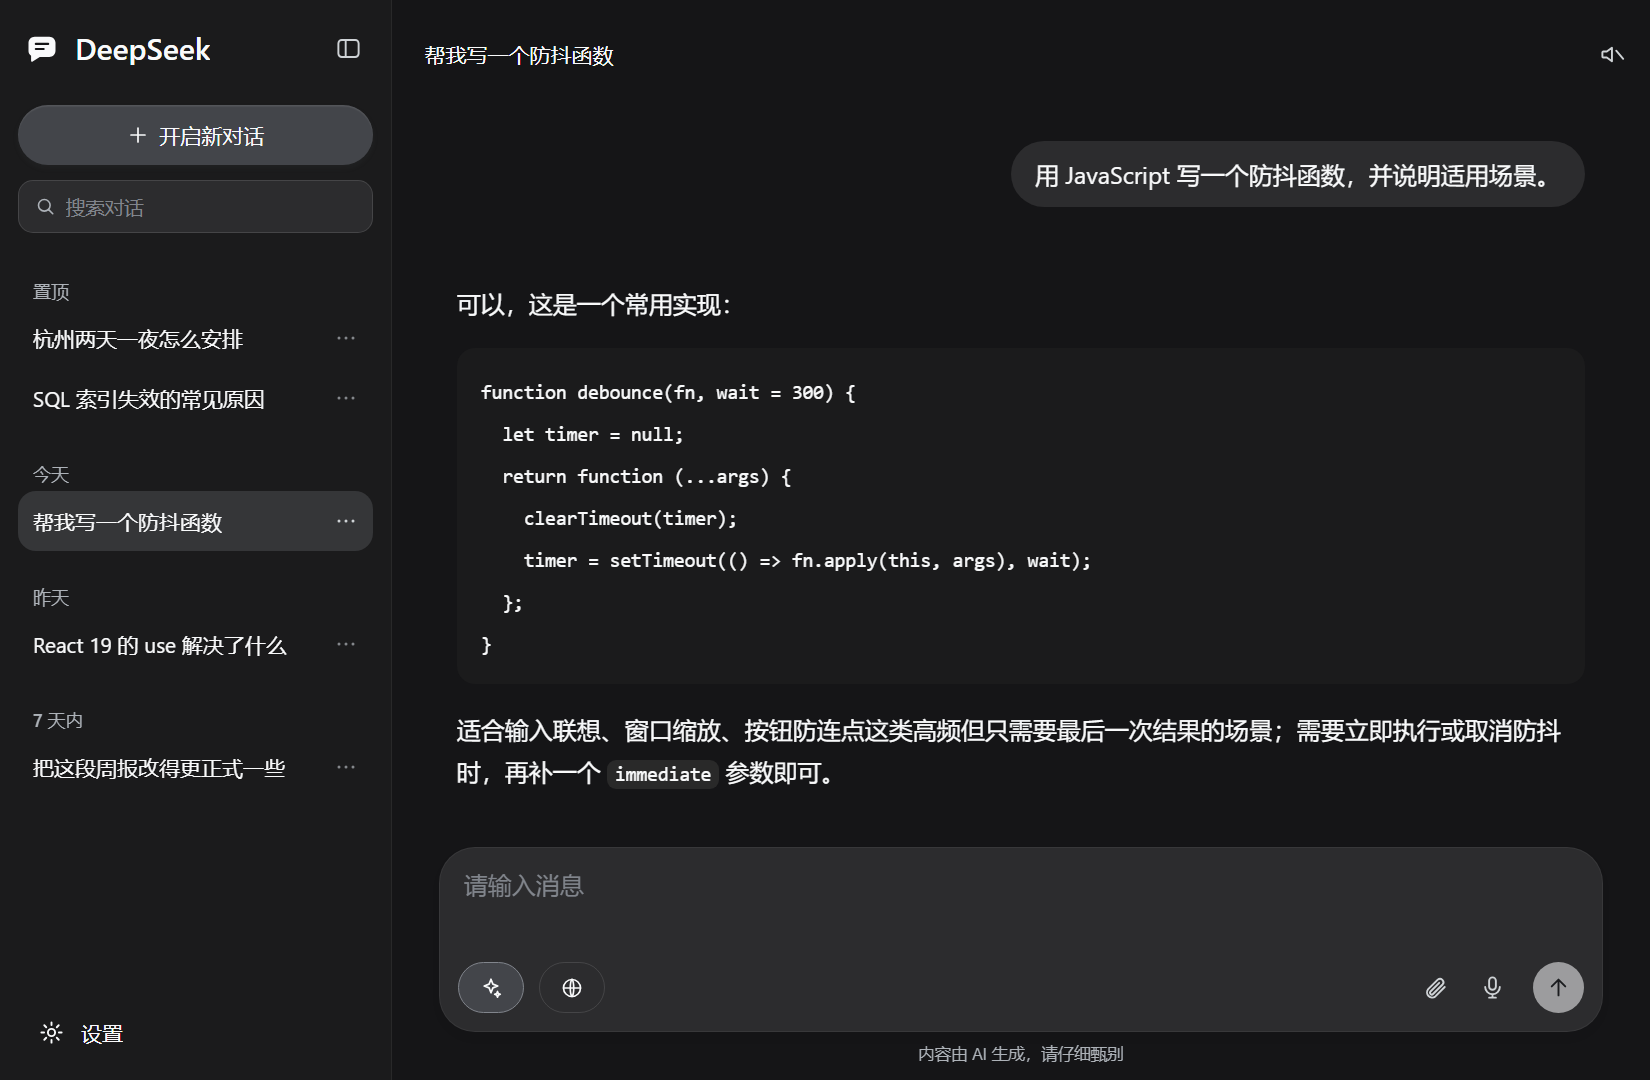 DeepSeek
开启新对话
搜索对话
置顶
杭州两天一夜怎么安排
SQL 索引失效的常见原因
今天
帮我写一个防抖函数
昨天
React 19 的 use 解决了什么
7 天内
把这段周报改得更正式一些
设置
帮我写一个防抖函数
用 JavaScript 写一个防抖函数，并说明适用场景。
可以，这是一个常用实现：
function debounce(fn, wait = 300) {
  let timer = null;
  return function (...args) {
    clearTimeout(timer);
    timer = setTimeout(() => fn.apply(this, args), wait);
  };
}
适合输入联想、窗口缩放、按钮防连点这类高频但只需要最后一次结果的场景；需要立即执行或取消防抖
时，再补一个 immediate 参数即可。
请输入消息
内容由 AI 生成，请仔细甄别